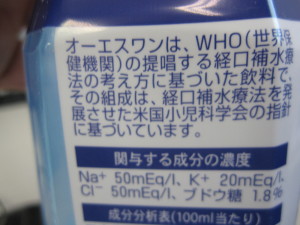 オーエスワンは、WHO(世界保
健機関)の提唱する経口補水療
法の考え方に基づいた飲料で、
その組成は、経口補水療法を発
展させた米国小児科学会の指針
に基づいています。
関与する成分の濃度
Na⁺ 50mEq/l、K⁺ 20mEq/l、
Cl⁻ 50mEq/l、ブドウ糖 1.8%
成分分析表(100ml当たり)